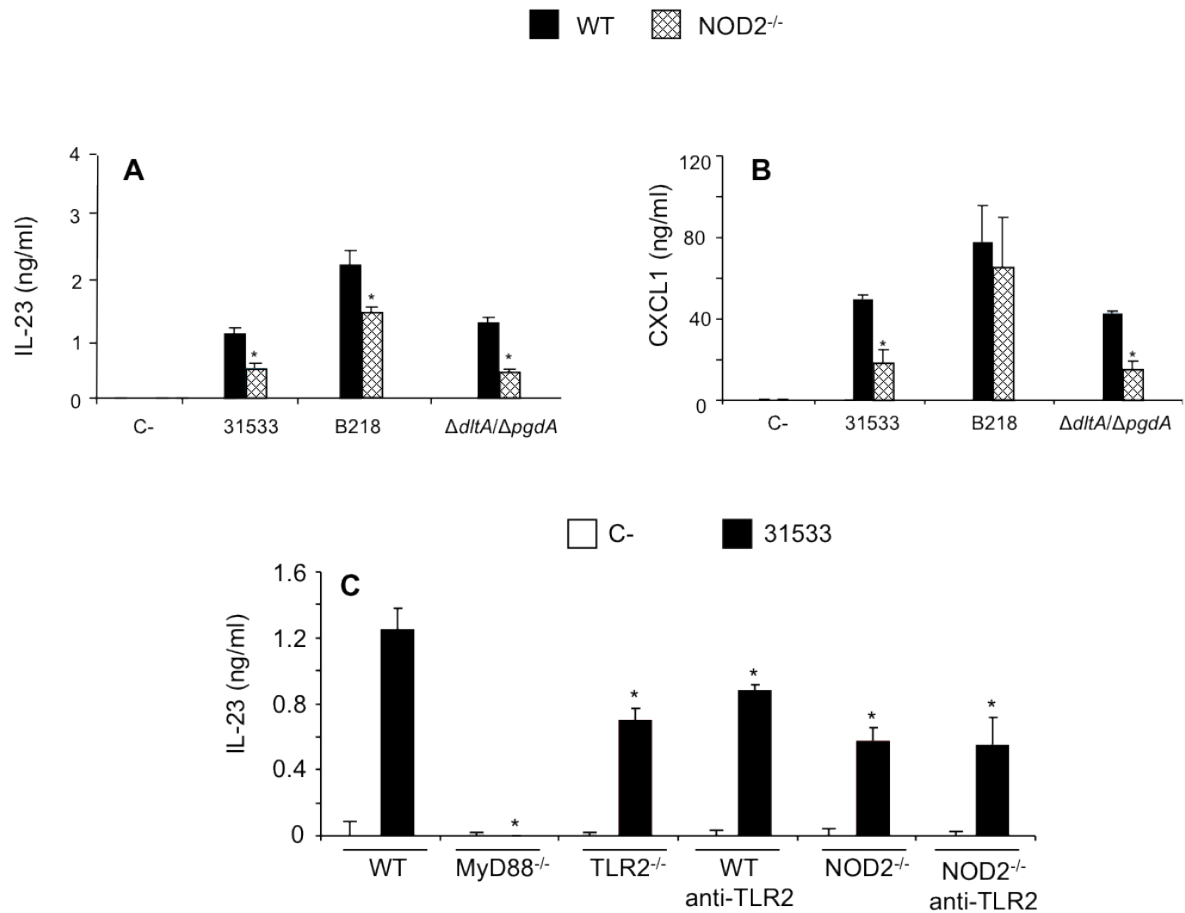 WT NOD2-/-
A
IL-23 (ng/ml)
4
3
2
1
0
C- 31533 B218 ΔdltA/ΔpgdA
*
*
*
B
CXCL1 (ng/ml)
120
80
40
0
C- 31533 B218 ΔdltA/ΔpgdA
*
*
C- 31533
C
IL-23 (ng/ml)
1.6
1.2
0.8
0.4
0
*
*
*
*
*
WT MyD88-/- TLR2-/- WT NOD2-/- NOD2-/-
anti-TLR2 anti-TLR2